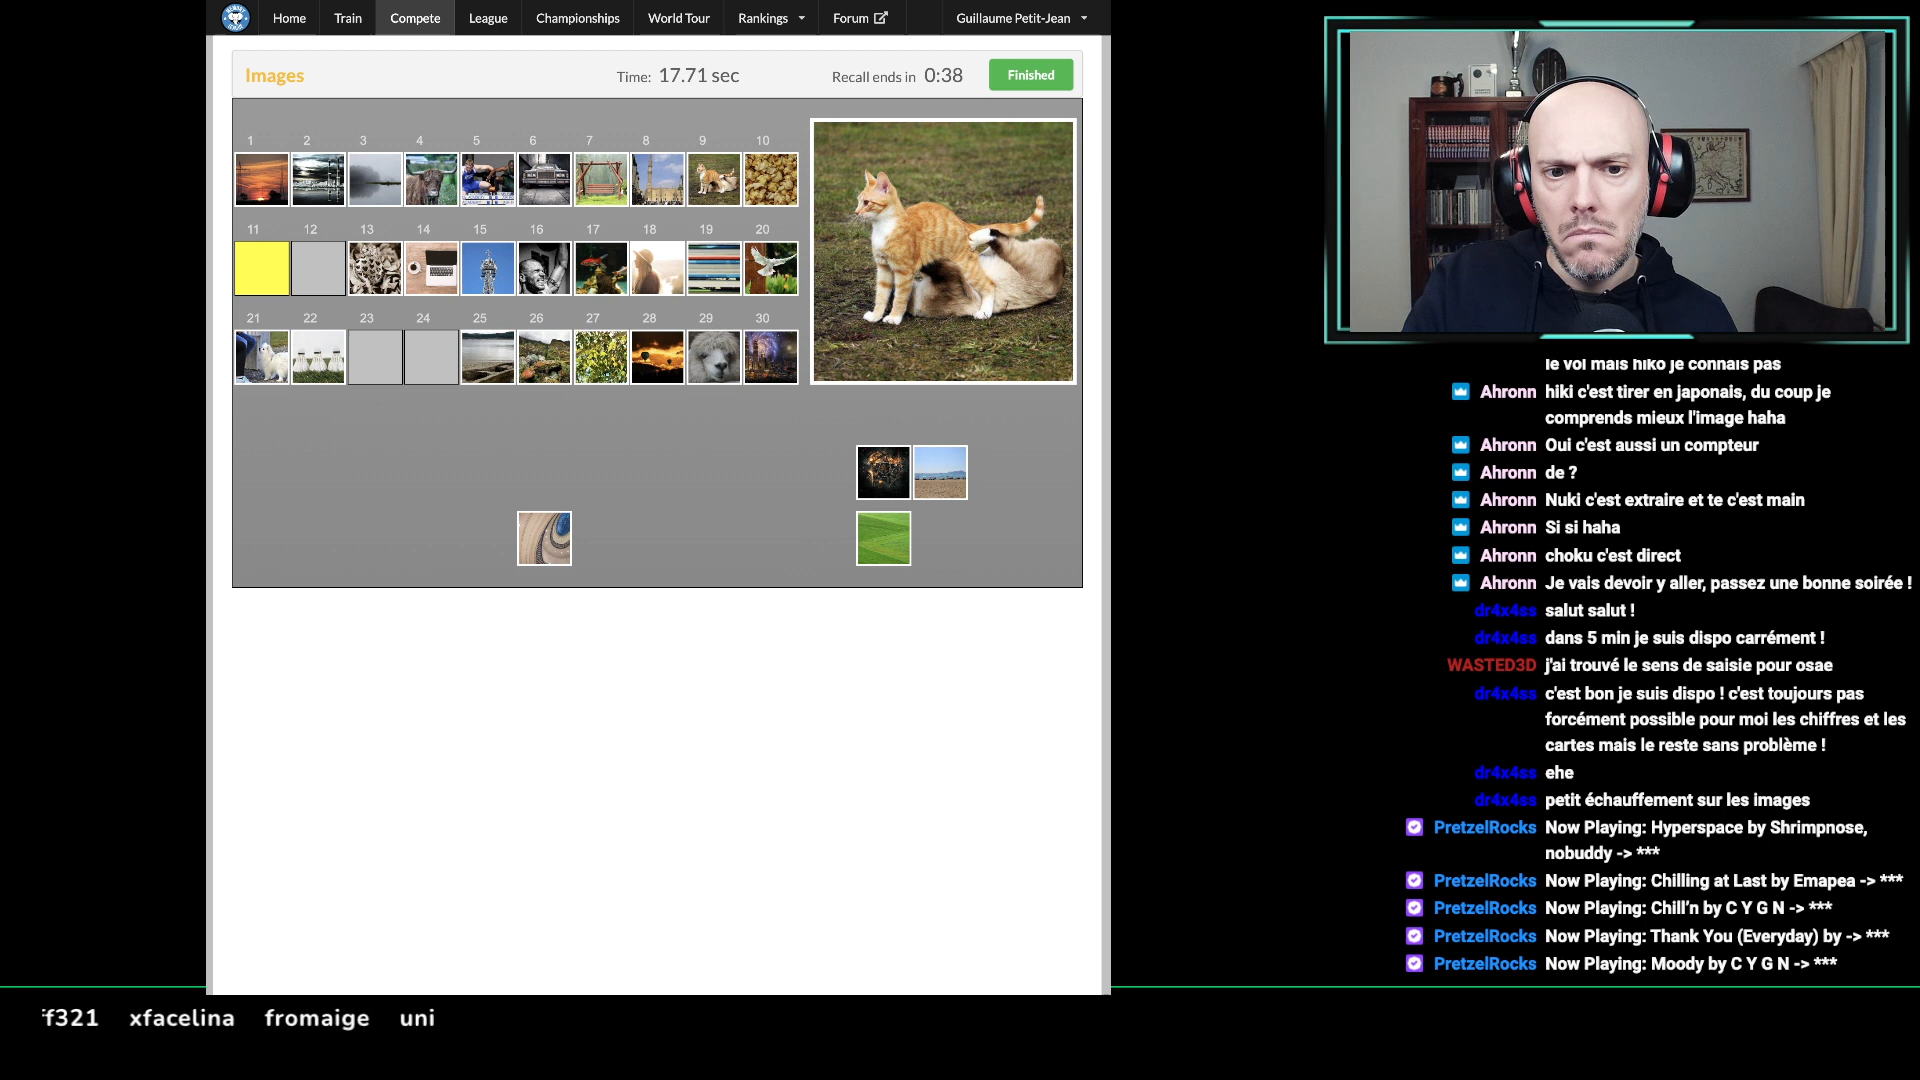 Home Train Compete League Championships World Tour Rankings Forum Guillaume Petit-Jean
Images Time: 17.71 sec Recall ends in 0:38 Finished
1 2 3 4 5 6 7 8 9 10
11 12 13 14 15 16 17 18 19 20
21 22 23 24 25 26 27 28 29 30
le vol mais hiko je connais pas
Ahronn hiki c'est tirer en japonais, du coup je
comprends mieux l'image haha
Ahronn Oui c'est aussi un compteur
Ahronn de ?
Ahronn Nuki c'est extraire et te c'est main
Ahronn Si si haha
Ahronn choku c'est direct
Ahronn Je vais devoir y aller, passez une bonne soirée !
dr4x4ss salut salut !
dr4x4ss dans 5 min je suis dispo carrément !
WASTED3D j'ai trouvé le sens de saisie pour osae
dr4x4ss c'est bon je suis dispo ! c'est toujours pas
forcément possible pour moi les chiffres et les
cartes mais le reste sans problème !
dr4x4ss ehe
dr4x4ss petit échauffement sur les images
PretzelRocks Now Playing: Hyperspace by Shrimpnose,
nobuddy -> ***
PretzelRocks Now Playing: Chilling at Last by Emapea -> ***
PretzelRocks Now Playing: Chill’n by C Y G N -> ***
PretzelRocks Now Playing: Thank You (Everyday) by -> ***
PretzelRocks Now Playing: Moody by C Y G N -> ***
f321 xfacelina fromaige uni